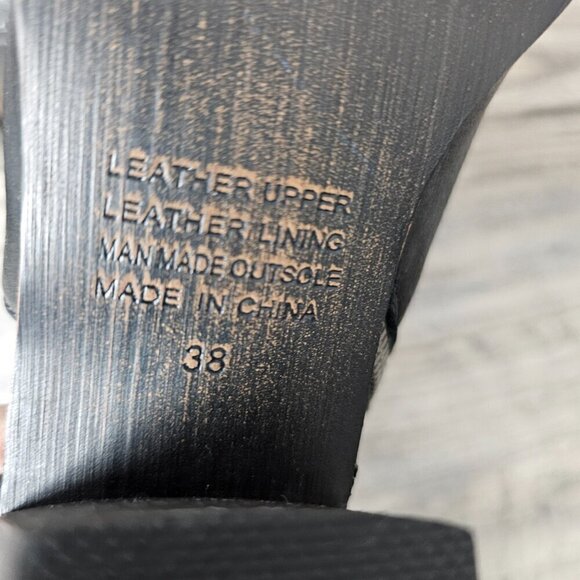 LEATHER UPPER
LEATHER LINING
MAN MADE OUTSOLE
MADE IN CHINA
38